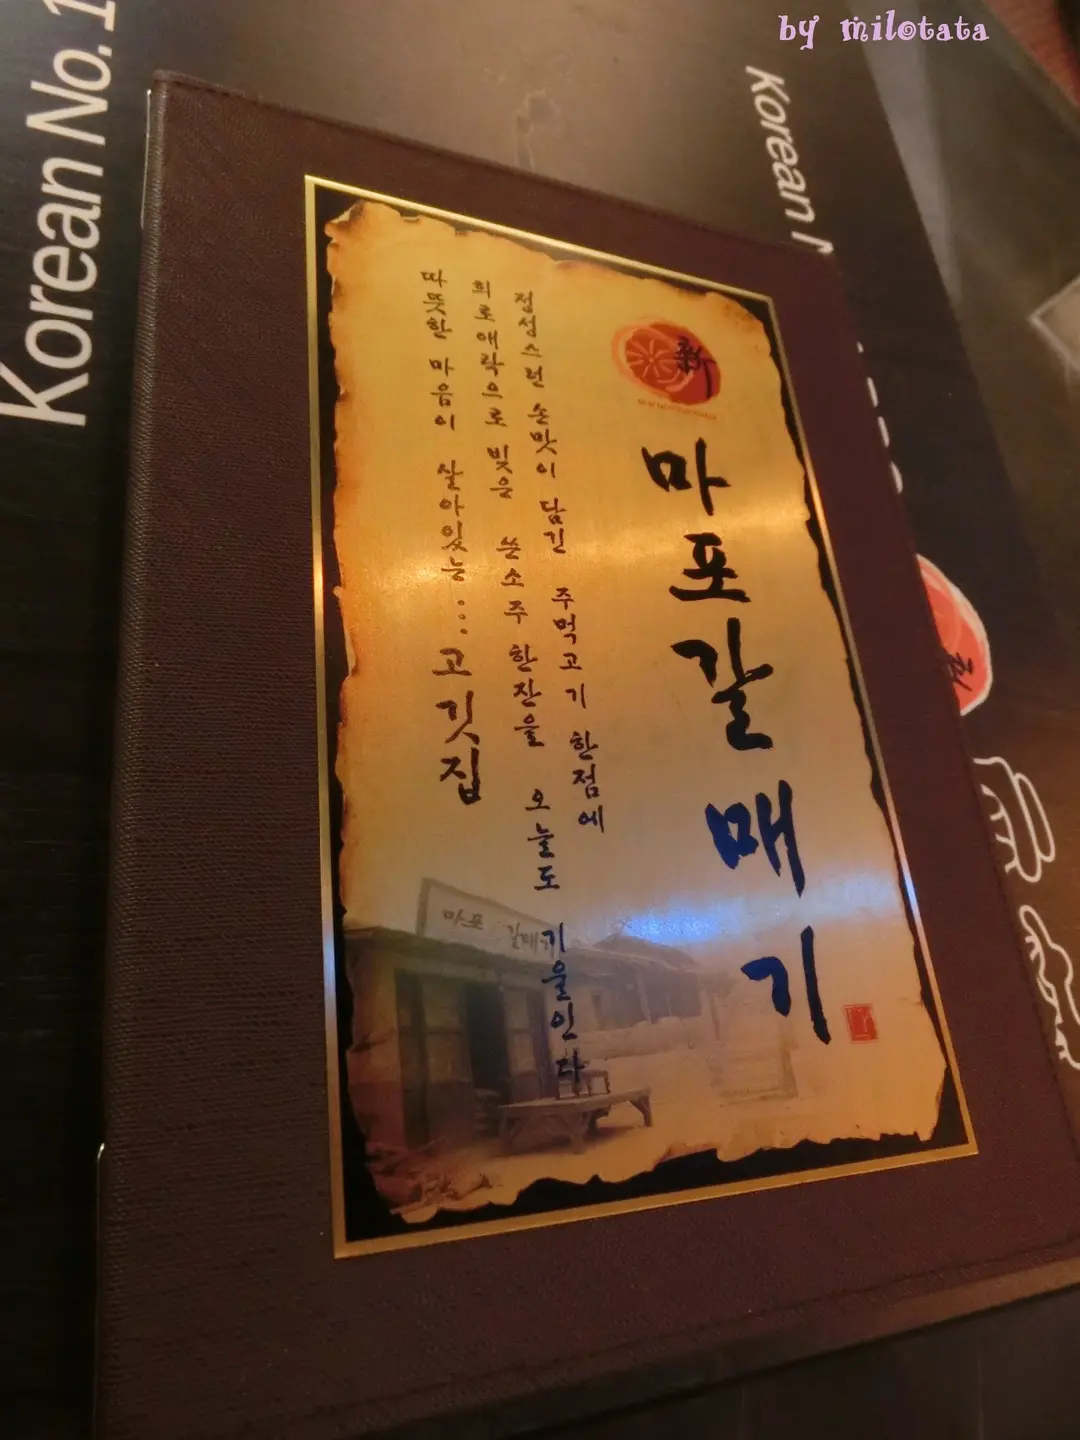 by milotata
Korean No. 1
Korean N
新
마포갈매기
정성스런 손맛이 담긴 주먹고기 한점에
희로애락으로 빚은 쓴소주 한잔을 오늘도 기울인다
따뜻한 마음이 살아있는... 고깃집
마포 갈매기